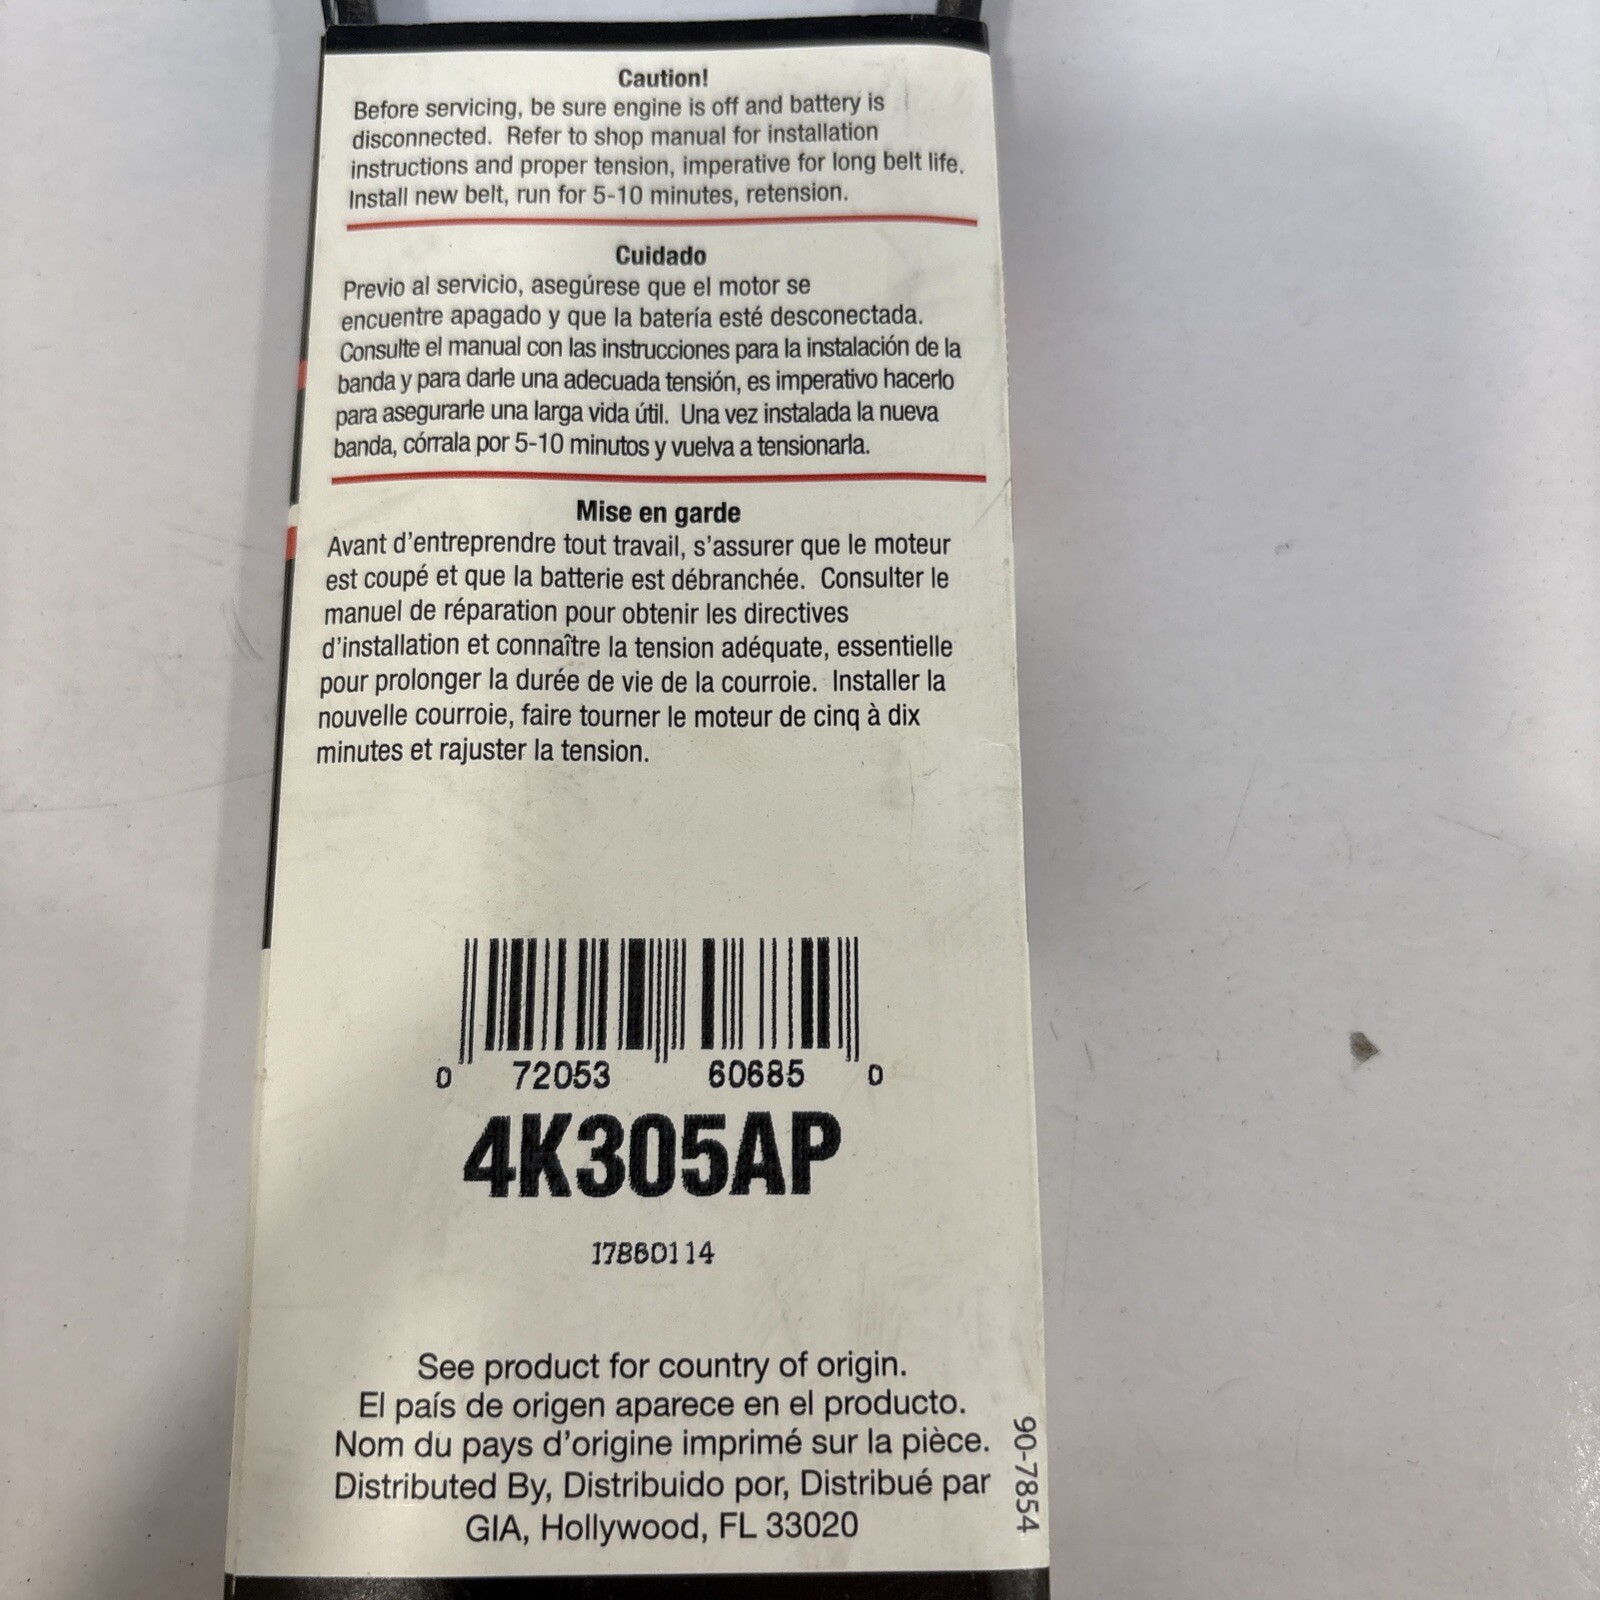 Caution!
Before servicing, be sure engine is off and battery is
disconnected.  Refer to shop manual for installation
instructions and proper tension, imperative for long belt life.
Install new belt, run for 5-10 minutes, retension.
Cuidado
Previo al servicio, asegúrese que el motor se
encuentre apagado y que la batería esté desconectada.
Consulte el manual con las instrucciones para la instalación de la
banda y para darle una adecuada tensión, es imperativo hacerlo
para asegurarle una larga vida útil.  Una vez instalada la nueva
banda, córrala por 5-10 minutos y vuelva a tensionarla.
Mise en garde
Avant d'entreprendre tout travail, s'assurer que le moteur
est coupé et que la batterie est débranchée.  Consulter le
manuel de réparation pour obtenir les directives
d'installation et connaître la tension adéquate, essentielle
pour prolonger la durée de vie de la courroie.  Installer la
nouvelle courroie, faire tourner le moteur de cinq à dix
minutes et rajuster la tension.
0 72053 60685 0
4K305AP
17860114
See product for country of origin.
El país de origen aparece en el producto.
Nom du pays d'origine imprimé sur la pièce.
Distributed By, Distribuido por, Distribué par
GIA, Hollywood, FL 33020
90-7854